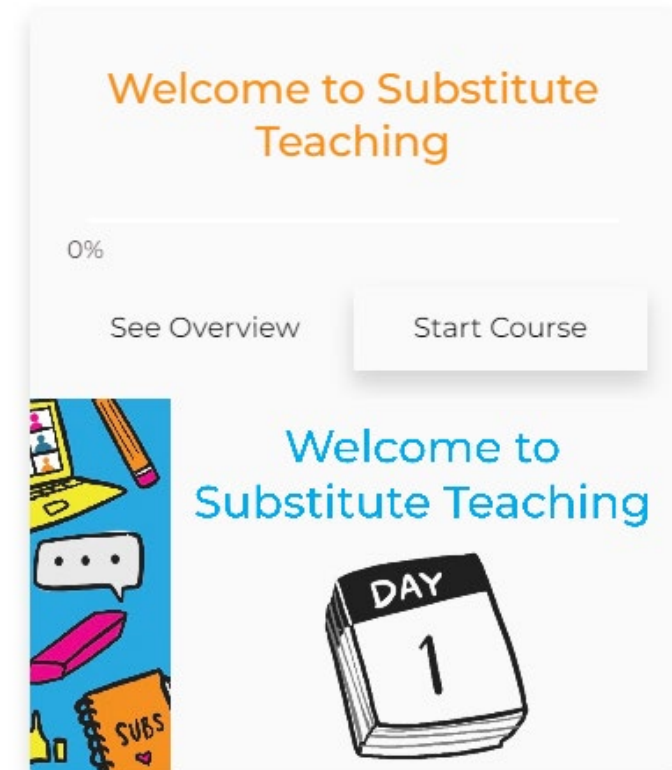 Welcome to Substitute
Teaching
0%
See Overview
Start Course
Welcome to
Substitute Teaching
DAY
1
SUBS